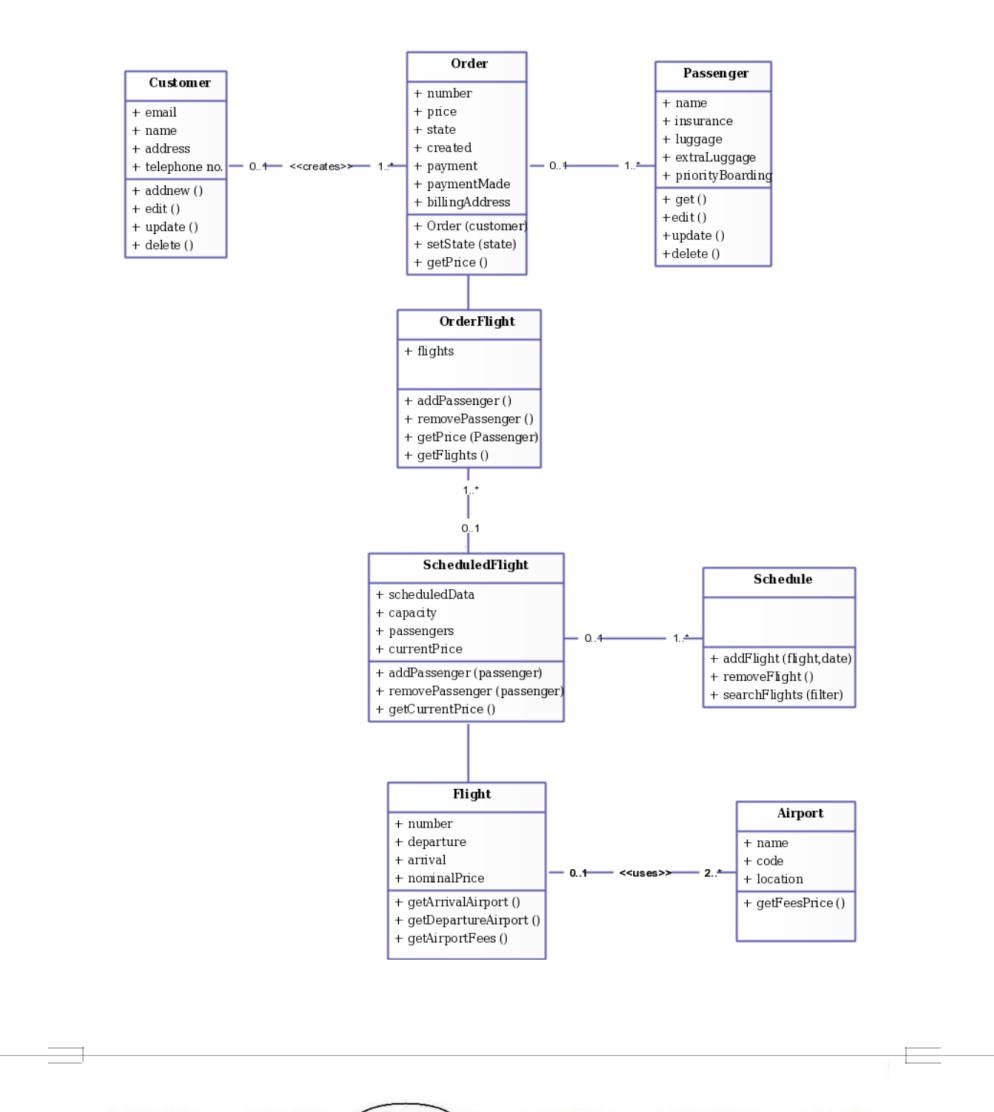 Customer
+ email
+ name
+ address
+ telephone no.
+ addnew ()
+ edit ()
+ update ()
+ delete ()
0..1 <<creates>> 1..*
Order
+ number
+ price
+ state
+ created
+ payment
+ paymentMade
+ billingAddress
+ Order (customer)
+ setState (state)
+ getPrice ()
0..1 1..*
Passenger
+ name
+ insurance
+ luggage
+ extraLuggage
+ priorityBoarding
+ get ()
+edit ()
+update ()
+delete ()
OrderFlight
+ flights
+ addPassenger ()
+ removePassenger ()
+ getPrice (Passenger)
+ getFlights ()
1..*
0..1
ScheduledFlight
+ scheduledData
+ capacity
+ passengers
+ currentPrice
+ addPassenger (passenger)
+ removePassenger (passenger)
+ getCurrentPrice ()
0..1 1..*
Schedule
+ addFlight (flight,date)
+ removeFlight ()
+ searchFlights (filter)
Flight
+ number
+ departure
+ arrival
+ nominalPrice
+ getArrivalAirport ()
+ getDepartureAirport ()
+ getAirportFees ()
0..1 <<uses>> 2..*
Airport
+ name
+ code
+ location
+ getFeesPrice ()